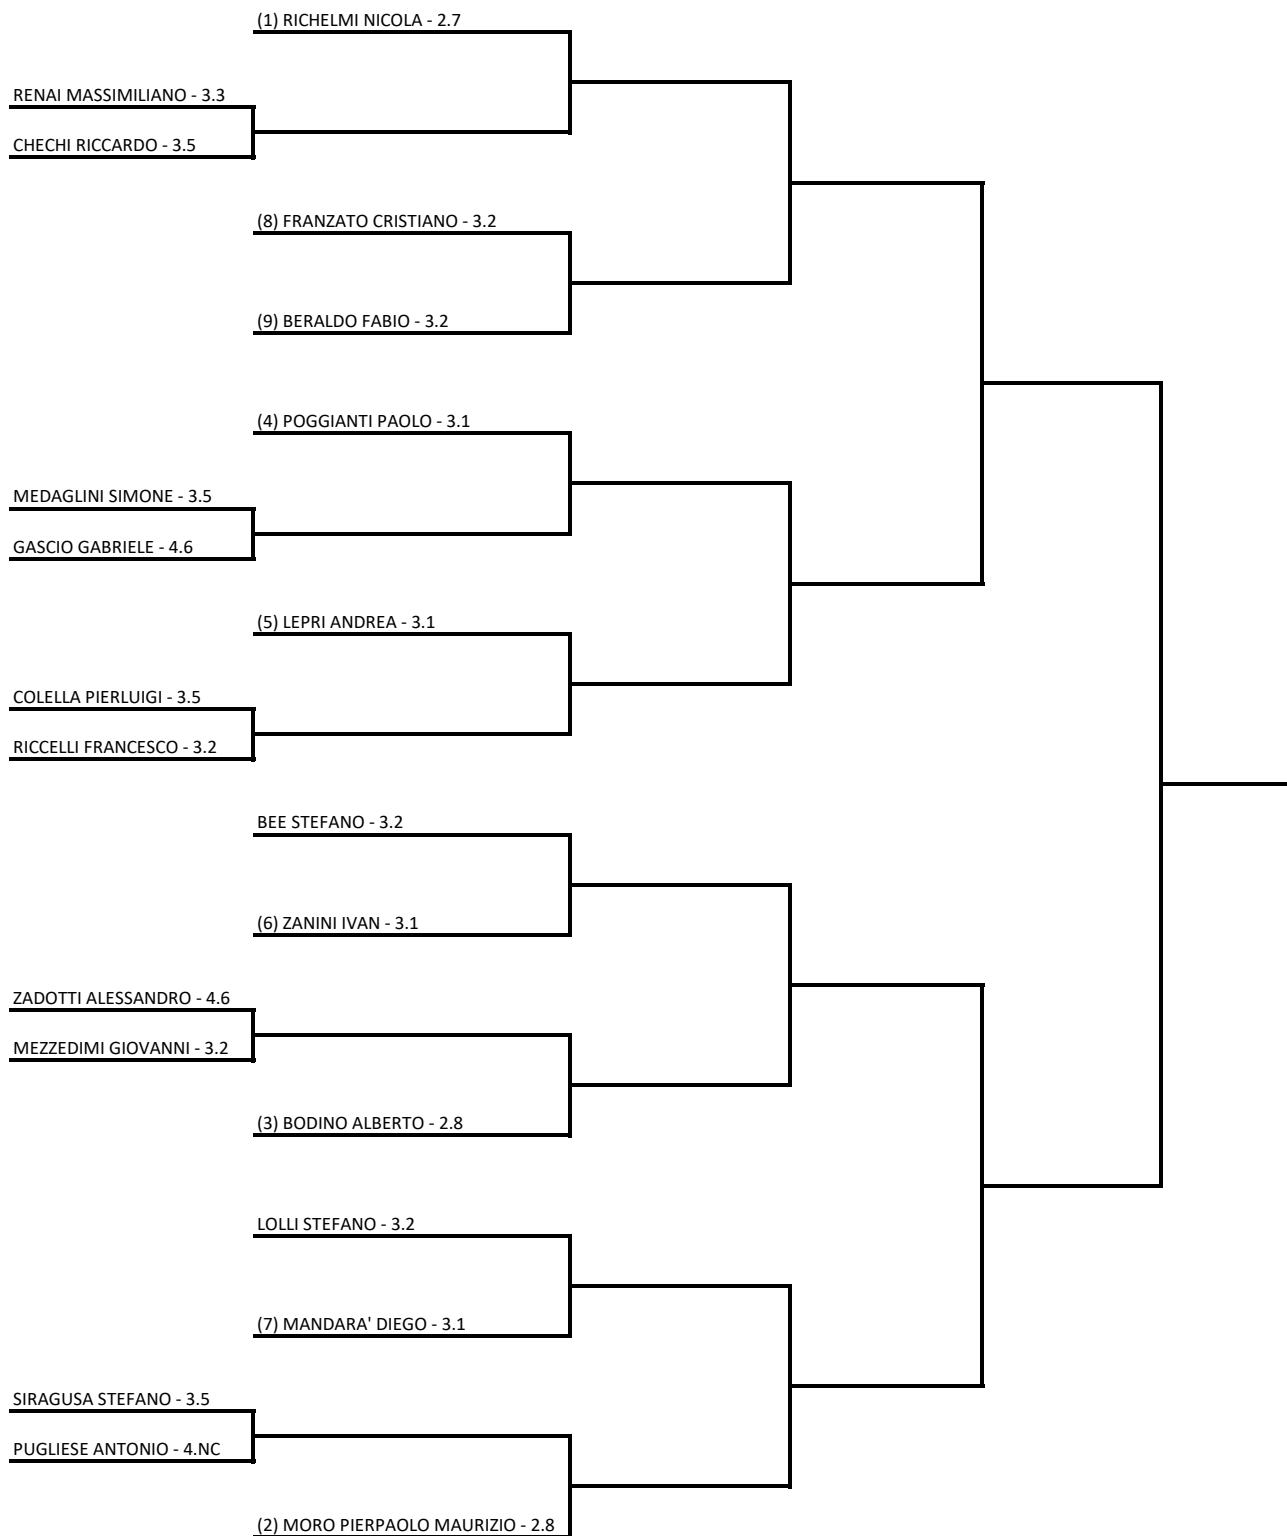 (1) RICHELMI NICOLA - 2.7
RENAI MASSIMILIANO - 3.3
CHECHI RICCARDO - 3.5
(8) FRANZATO CRISTIANO - 3.2
(9) BERALDO FABIO - 3.2
(4) POGGIANTI PAOLO - 3.1
MEDAGLINI SIMONE - 3.5
GASCIO GABRIELE - 4.6
(5) LEPRI ANDREA - 3.1
COLELLA PIERLUIGI - 3.5
RICCELLI FRANCESCO - 3.2
BEE STEFANO - 3.2
(6) ZANINI IVAN - 3.1
ZADOTTI ALESSANDRO - 4.6
MEZZEDIMI GIOVANNI - 3.2
(3) BODINO ALBERTO - 2.8
LOLLI STEFANO - 3.2
(7) MANDARA' DIEGO - 3.1
SIRAGUSA STEFANO - 3.5
PUGLIESE ANTONIO - 4.NC
(2) MORO PIERPAOLO MAURIZIO - 2.8